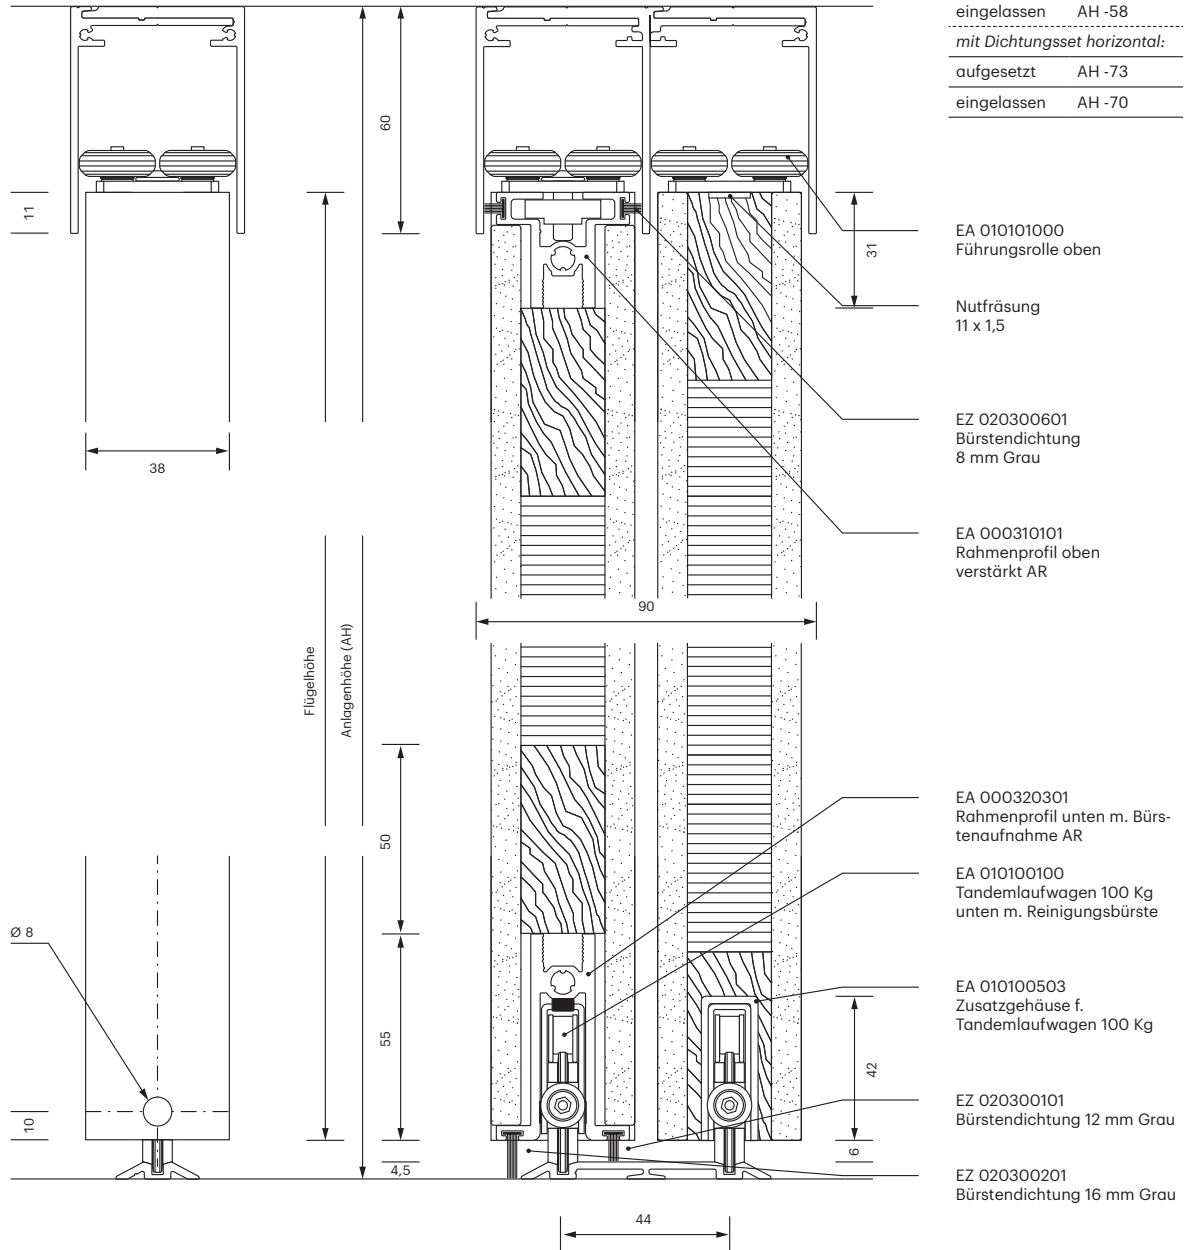 eingelassen AH -58
mit Dichtungsset horizontal:
aufgesetzt AH -73
eingelassen AH -70
60
11
31
EA 010101000
Führungsrolle oben
Nutfräsung
11 x 1,5
38
EZ 020300601
Bürstendichtung
8 mm Grau
EA 000310101
Rahmenprofil oben
verstärkt AR
90
Flügelhöhe
Anlagenhöhe (AH)
50
EA 000320301
Rahmenprofil unten m. Bürs-
tenaufnahme AR
EA 010100100
Tandemlaufwagen 100 Kg
unten m. Reinigungsbürste
Ø 8
55
EA 010100503
Zusatzgehäuse f.
Tandemlaufwagen 100 Kg
42
10
EZ 020300101
Bürstendichtung 12 mm Grau
6
4,5
EZ 020300201
Bürstendichtung 16 mm Grau
44